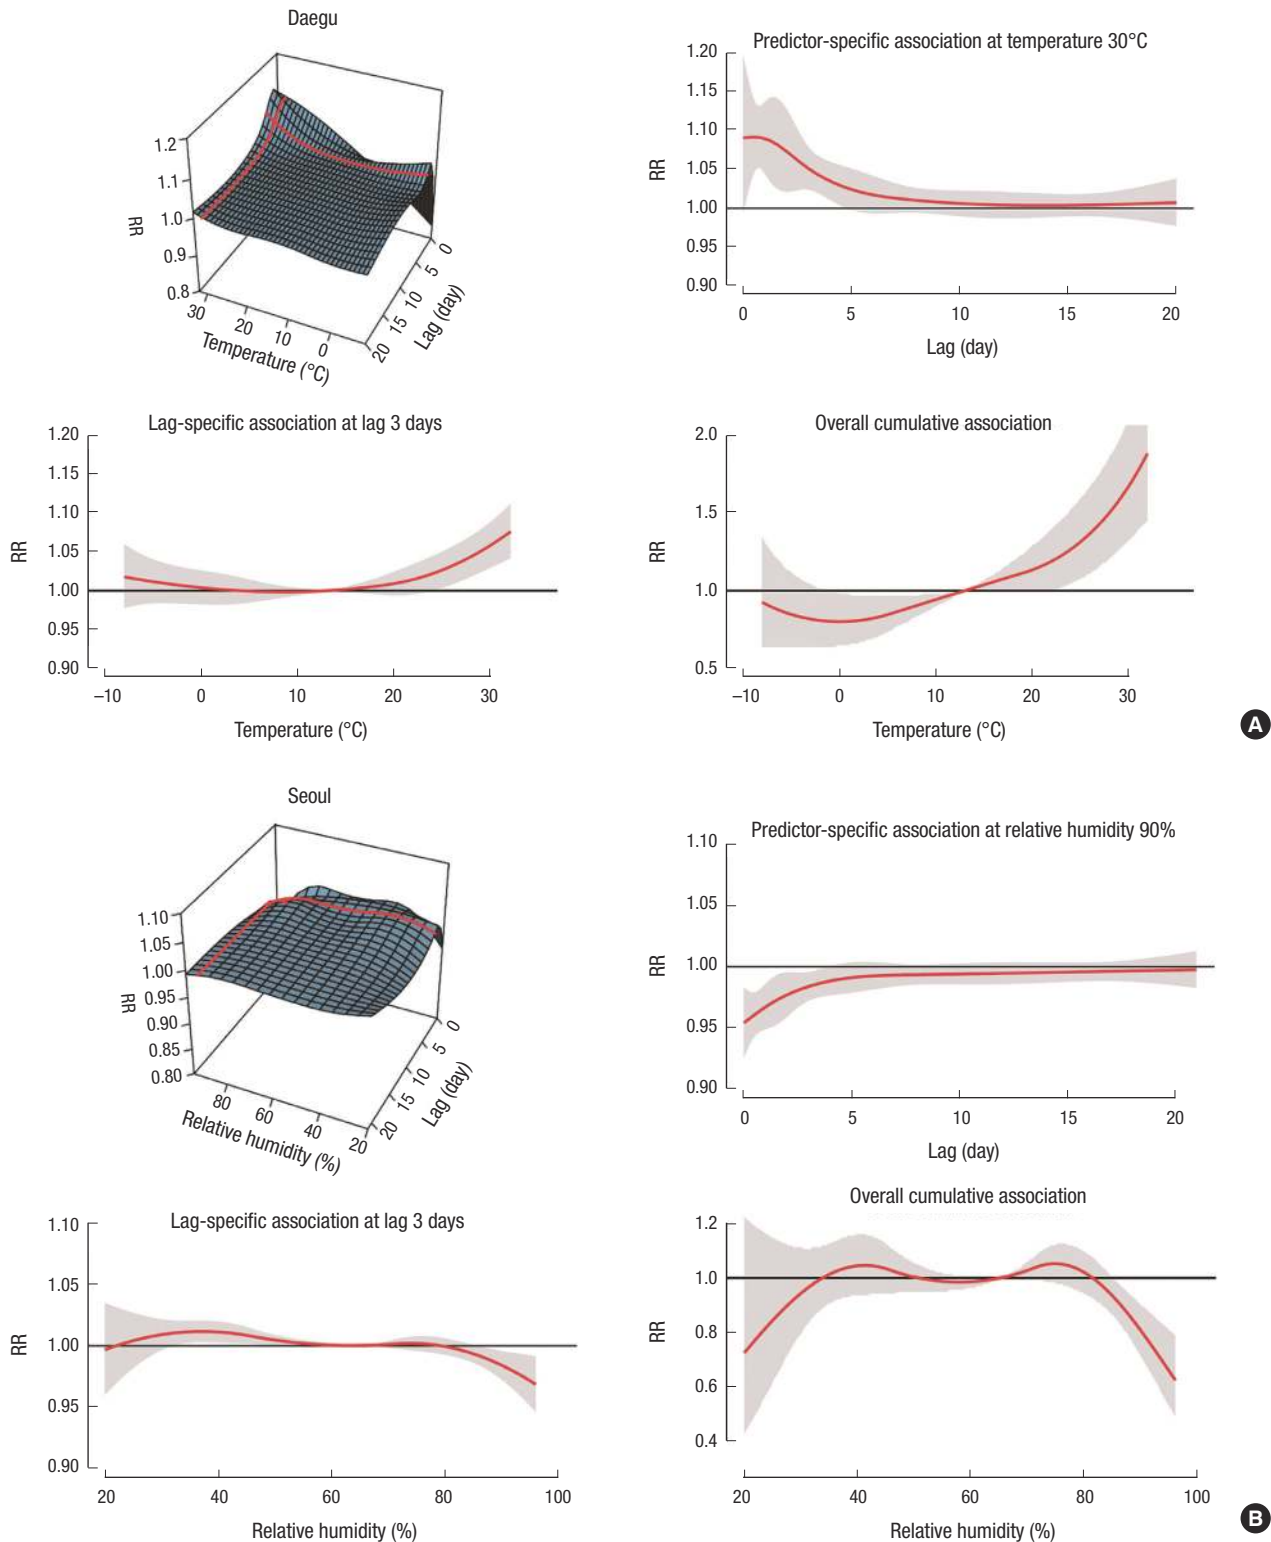 Daegu
1.2
1.1
1.0
0.9
0.8
RR
30
20
10
0
Temperature (°C)
0
5
10
15
20
Lag (day)
Predictor-specific association at temperature 30°C
1.20
1.15
1.10
1.05
1.00
0.95
0.90
RR
0 5 10 15 20
Lag (day)
Lag-specific association at lag 3 days
1.20
1.15
1.10
1.05
1.00
0.95
0.90
RR
–10 0 10 20 30
Temperature (°C)
Overall cumulative association
2.0
1.5
1.0
0.5
RR
–10 0 10 20 30
Temperature (°C)
A
Seoul
1.10
1.05
1.00
0.95
0.90
0.85
0.80
RR
80
60
40
20
Relative humidity (%)
0
5
10
15
20
Lag (day)
Predictor-specific association at relative humidity 90%
1.10
1.05
1.00
0.95
0.90
RR
0 5 10 15 20
Lag (day)
Lag-specific association at lag 3 days
1.10
1.05
1.00
0.95
0.90
RR
20 40 60 80 100
Relative humidity (%)
Overall cumulative association
1.2
1.0
0.8
0.6
0.4
RR
20 40 60 80 100
Relative humidity (%)
B